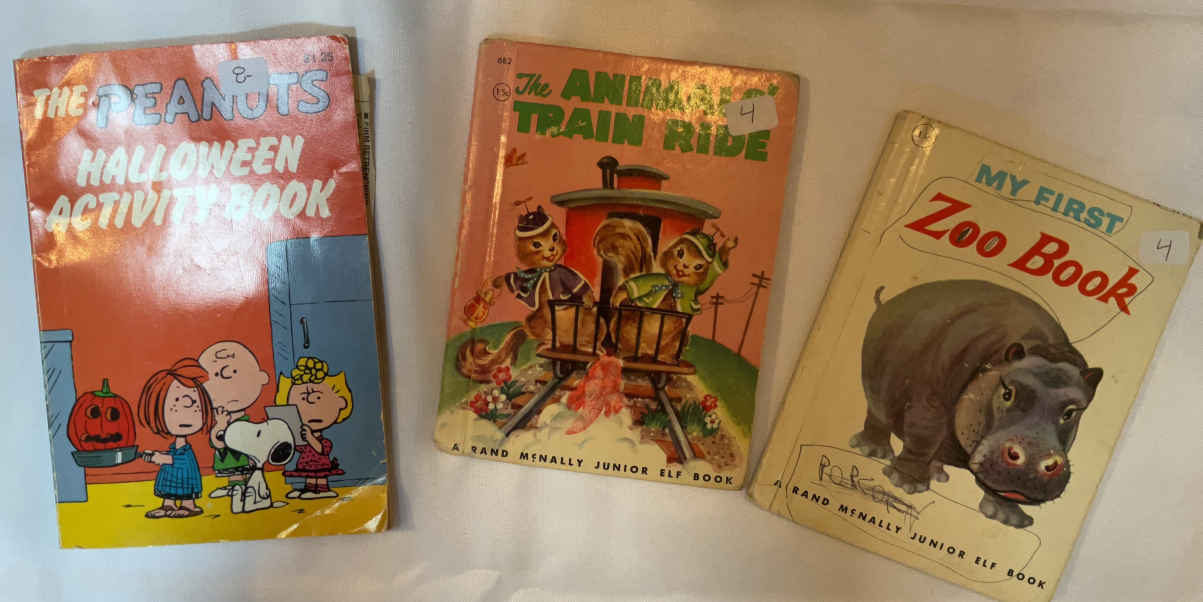 $1.25
8-
THE PEANUTS
HALLOWEEN
ACTIVITY BOOK
682
15¢
The ANIMALS'
TRAIN RIDE
4
A RAND MCNALLY JUNIOR ELF BOOK
MY FIRST
Zoo Book
4
A RAND MCNALLY JUNIOR ELF BOOK